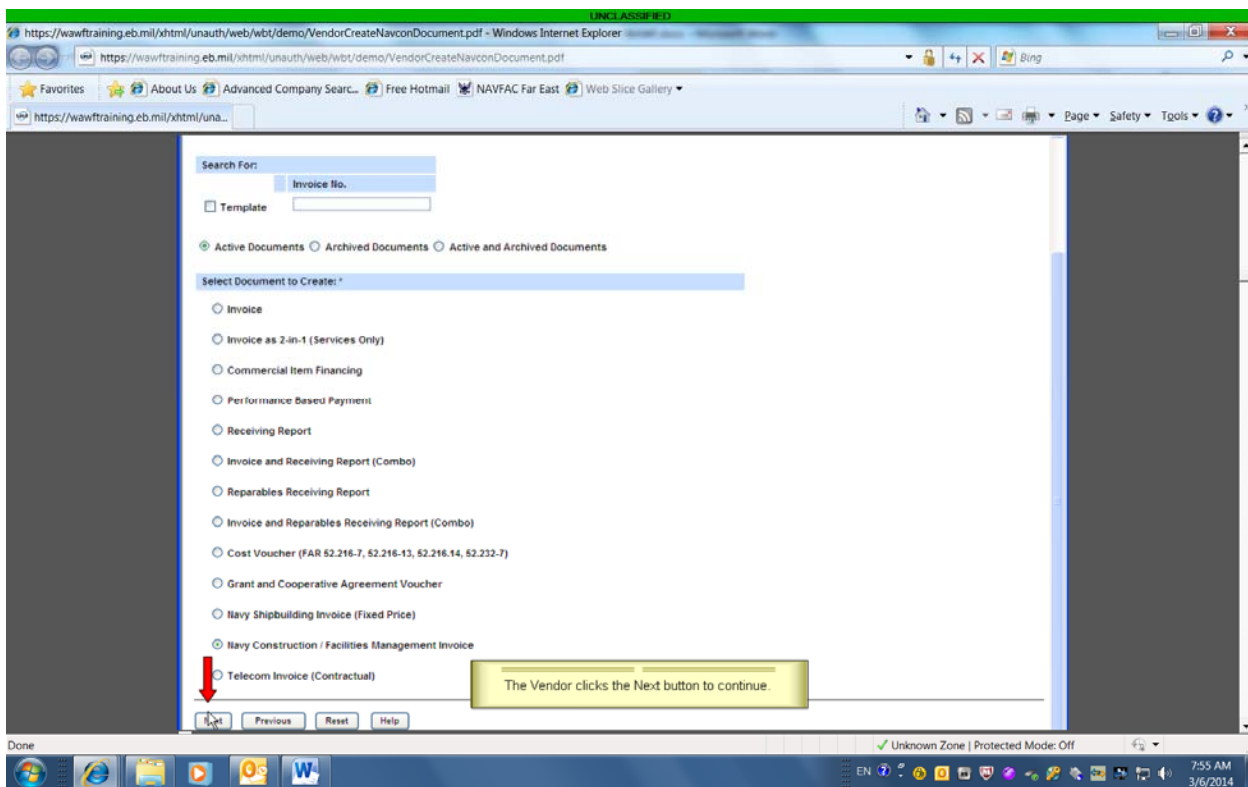 UNCLASSIFIED
https://wawftraining.eb.mil/xhtml/unauth/web/wbt/demo/VendorCreateNavconDocument.pdf - Windows Internet Explorer
https://wawftraining.eb.mil/xhtml/unauth/web/wbt/demo/VendorCreateNavconDocument.pdf
Bing
Favorites About Us Advanced Company Searc... Free Hotmail NAVFAC Far East Web Slice Gallery
https://wawftraining.eb.mil/xhtml/una...
Page Safety Tools
Search For:
Invoice No.
Template
Active Documents Archived Documents Active and Archived Documents
Select Document to Create: *
Invoice
Invoice as 2-in-1 (Services Only)
Commercial Item Financing
Performance Based Payment
Receiving Report
Invoice and Receiving Report (Combo)
Reparables Receiving Report
Invoice and Reparables Receiving Report (Combo)
Cost Voucher (FAR 52.216-7, 52.216-13, 52.216.14, 52.232-7)
Grant and Cooperative Agreement Voucher
Navy Shipbuilding Invoice (Fixed Price)
Navy Construction / Facilities Management Invoice
Telecom Invoice (Contractual)
The Vendor clicks the Next button to continue.
Next Previous Reset Help
Done
Unknown Zone | Protected Mode: Off
EN
7:55 AM
3/6/2014